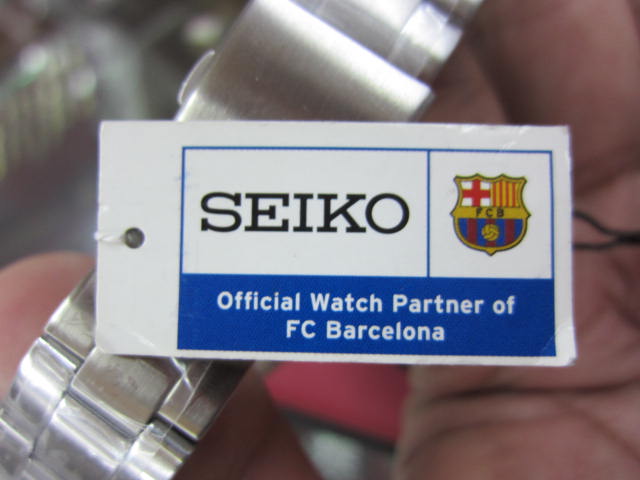 SEIKO
FCB
Official Watch Partner of
FC Barcelona